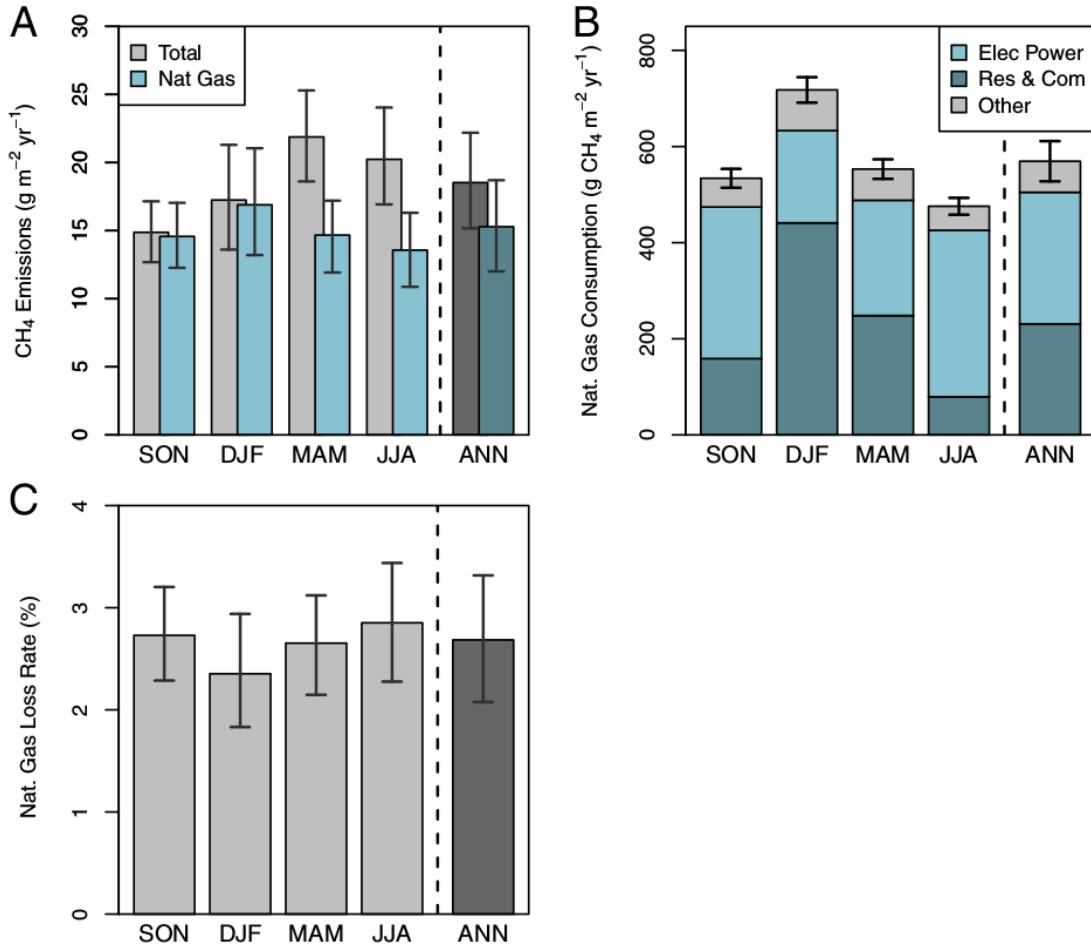 A
CH₄ Emissions (g m⁻² yr⁻¹)
30
25
20
15
10
5
0
Total
Nat Gas
SON DJF MAM JJA ANN
B
Nat. Gas Consumption (g CH₄ m⁻² yr⁻¹)
800
600
400
200
0
Elec Power
Res & Com
Other
SON DJF MAM JJA ANN
C
Nat. Gas Loss Rate (%)
4
3
2
1
0
SON DJF MAM JJA ANN